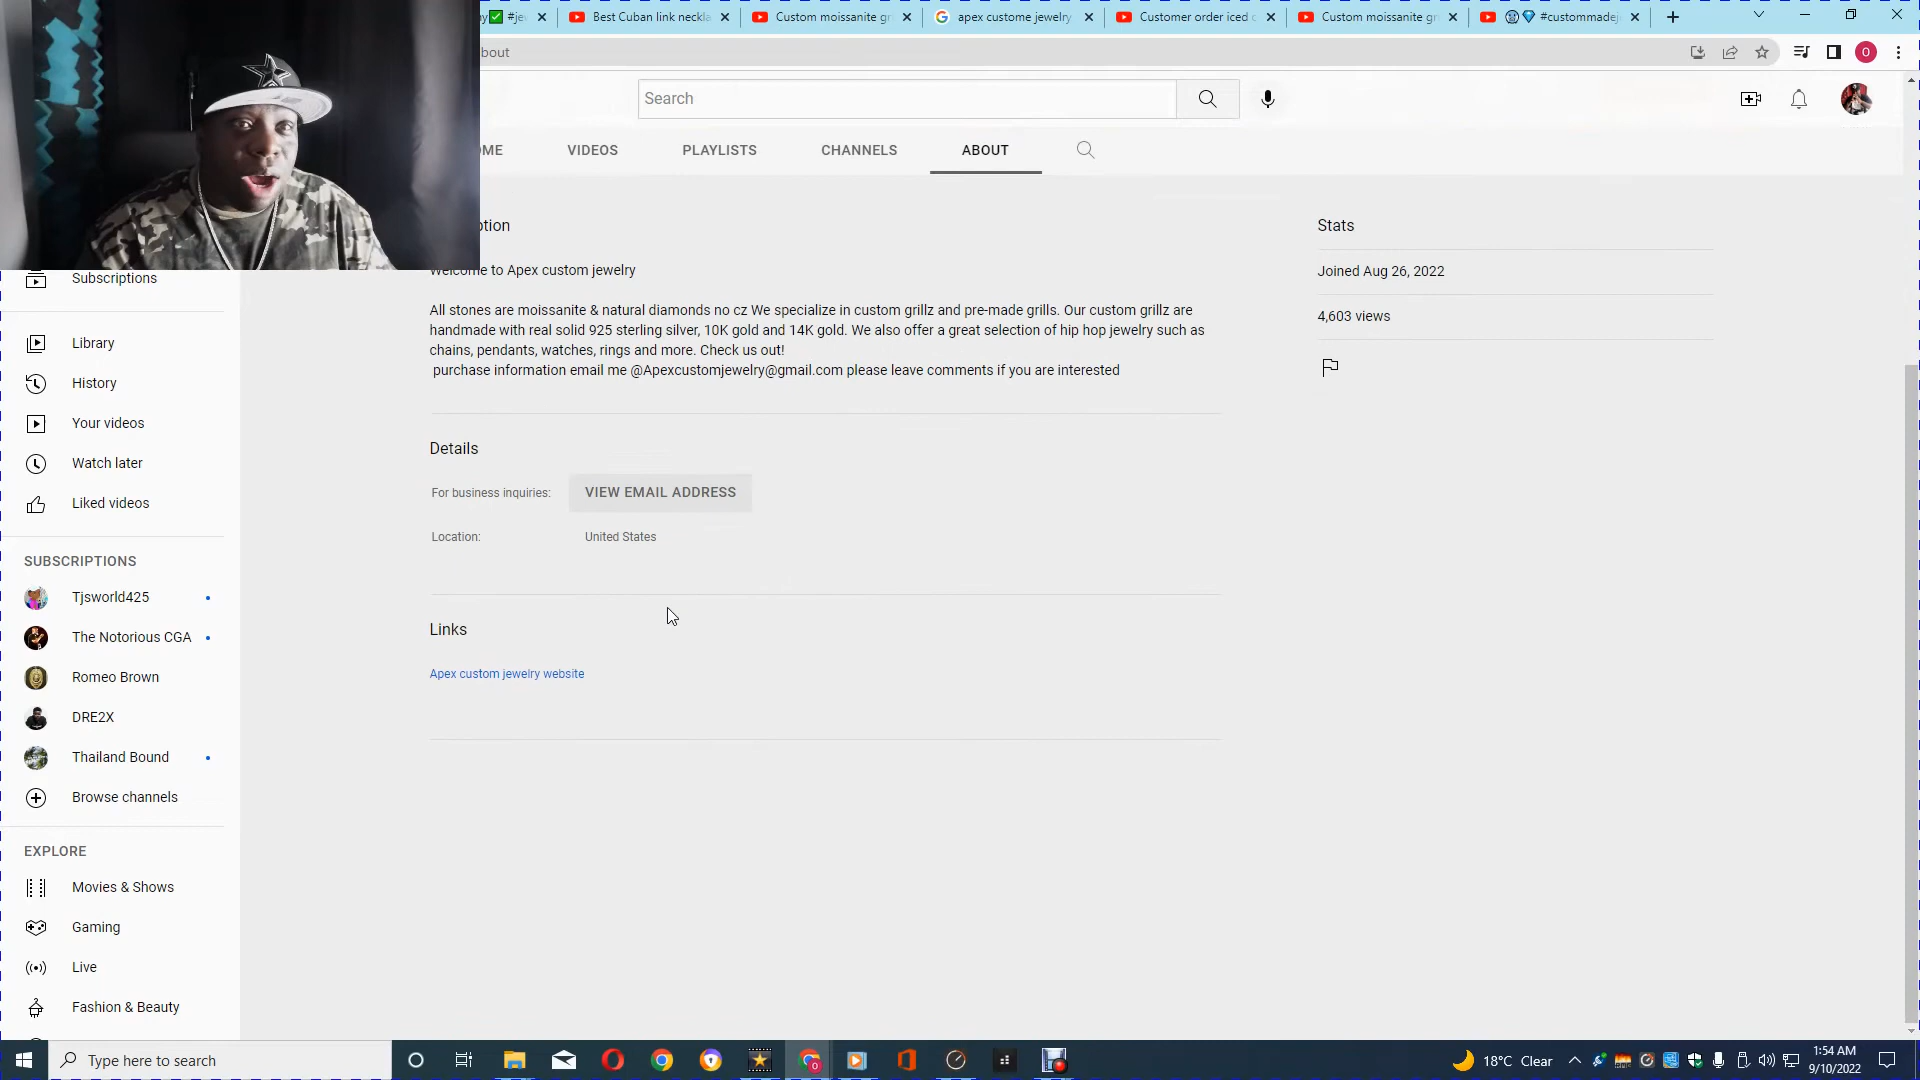 #je
Best Cuban link neckla
Custom moissanite gr
apex custome jewelry
Customer order iced
Custom moissanite gr
#custommade
bout
O
Search
OME
VIDEOS
PLAYLISTS
CHANNELS
ABOUT
ption
Stats
Welcome to Apex custom jewelry
Joined Aug 26, 2022
All stones are moissanite & natural diamonds no cz We specialize in custom grillz and pre-made grills. Our custom grillz are
handmade with real solid 925 sterling silver, 10K gold and 14K gold. We also offer a great selection of hip hop jewelry such as
chains, pendants, watches, rings and more. Check us out!
purchase information email me @Apexcustomjewelry@gmail.com please leave comments if you are interested
4,603 views
Details
For business inquiries:
VIEW EMAIL ADDRESS
Location:
United States
Links
Apex custom jewelry website
Subscriptions
Library
History
Your videos
Watch later
Liked videos
SUBSCRIPTIONS
Tjsworld425
The Notorious CGA
Romeo Brown
DRE2X
Thailand Bound
Browse channels
EXPLORE
Movies & Shows
Gaming
Live
Fashion & Beauty
Type here to search
18°C Clear
1:54 AM
9/10/2022